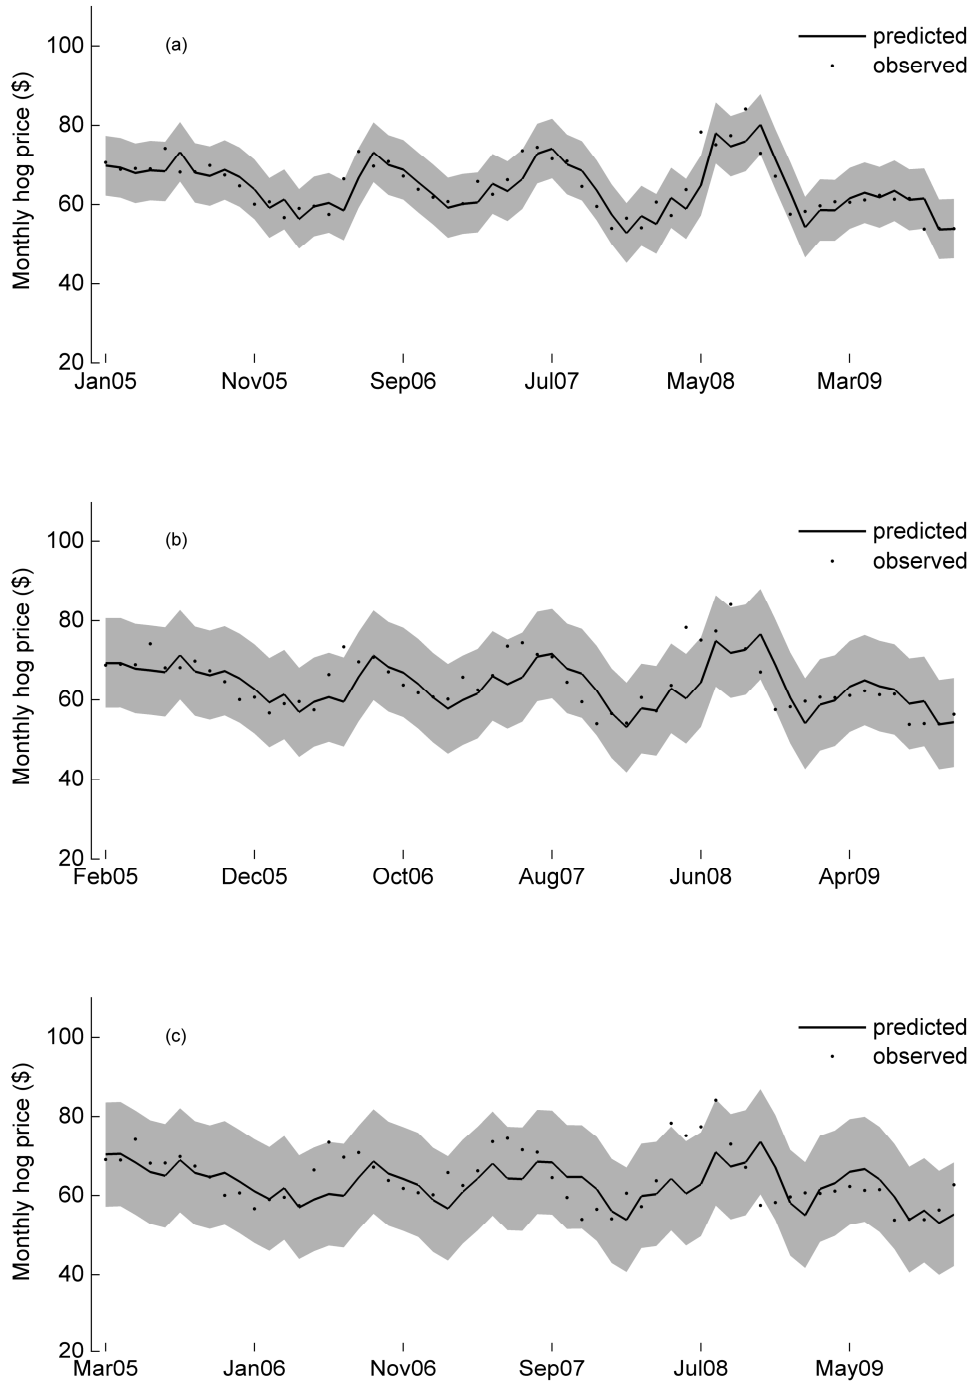 (a)
predicted
observed
Monthly hog price ($)
100
80
60
40
20
Jan05 Nov05 Sep06 Jul07 May08 Mar09
(b)
predicted
observed
Monthly hog price ($)
100
80
60
40
20
Feb05 Dec05 Oct06 Aug07 Jun08 Apr09
(c)
predicted
observed
Monthly hog price ($)
100
80
60
40
20
Mar05 Jan06 Nov06 Sep07 Jul08 May09